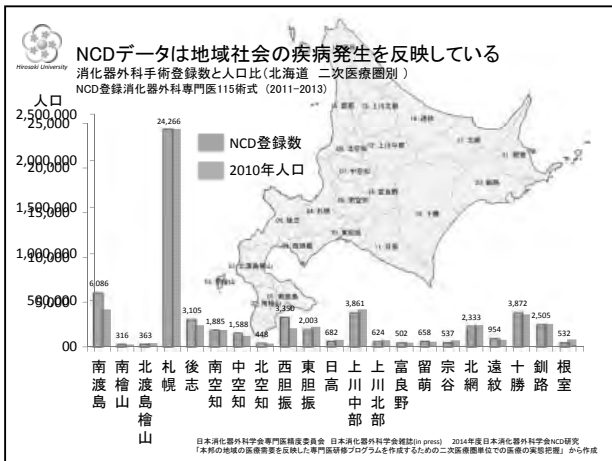 Hirosaki University
NCDデータは地域社会の疾病発生を反映している
消化器外科手術登録数と人口比(北海道 二次医療圏別 )
NCD登録消化器外科専門医115術式 (2011-2013)
人口
2,500,000
25,000
2,000,000
20,000
1,500,000
15,000
1,000,000
10,000
500,000
5,000
0
0
NCD登録数
2010年人口
6,086
316
363
24,266
3,105
1,885
1,588
448
3,350
2,003
682
3,861
624
502
658
537
2,333
954
3,872
2,505
532
南渡島
南檜山
北渡島檜山
札幌
後志
南空知
中空知
北空知
西胆振
東胆振
日高
上川中部
上川北部
富良野
留萌
宗谷
北網
遠紋
十勝
釧路
根室
日本消化器外科学会専門医精度委員会 日本消化器外科学会雑誌(in press) 2014年度日本消化器外科学会NCD研究
「本邦の地域の医療需要を反映した専門医研修プログラムを作成するための二次医療圏単位での医療の実態把握」 から作成